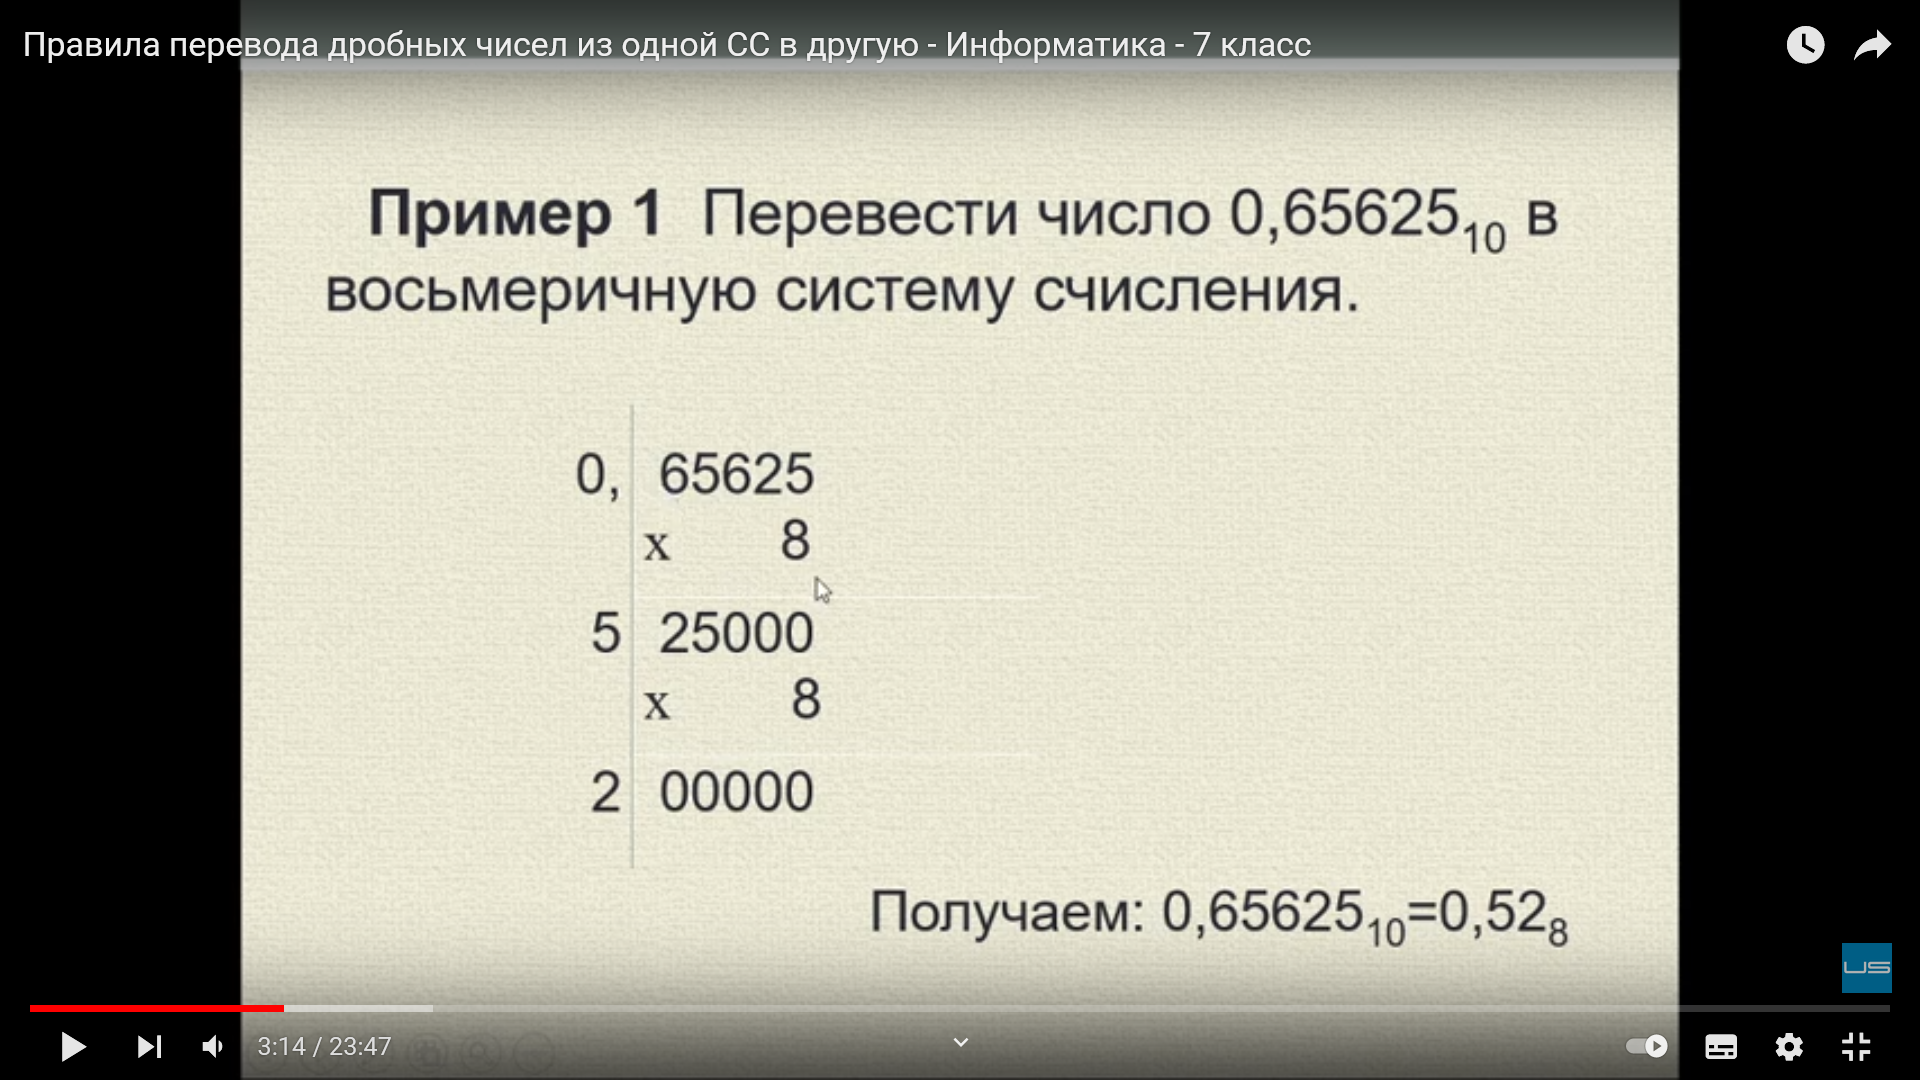 Правила перевода дробных чисел из одной СС в другую - Информатика - 7 класс
Пример 1 Перевести число 0,65625₁₀ в
восьмеричную систему счисления.
0, 65625
x 8
5 25000
x 8
2 00000
Получаем: 0,65625₁₀=0,52₈
US
3:14 / 23:47